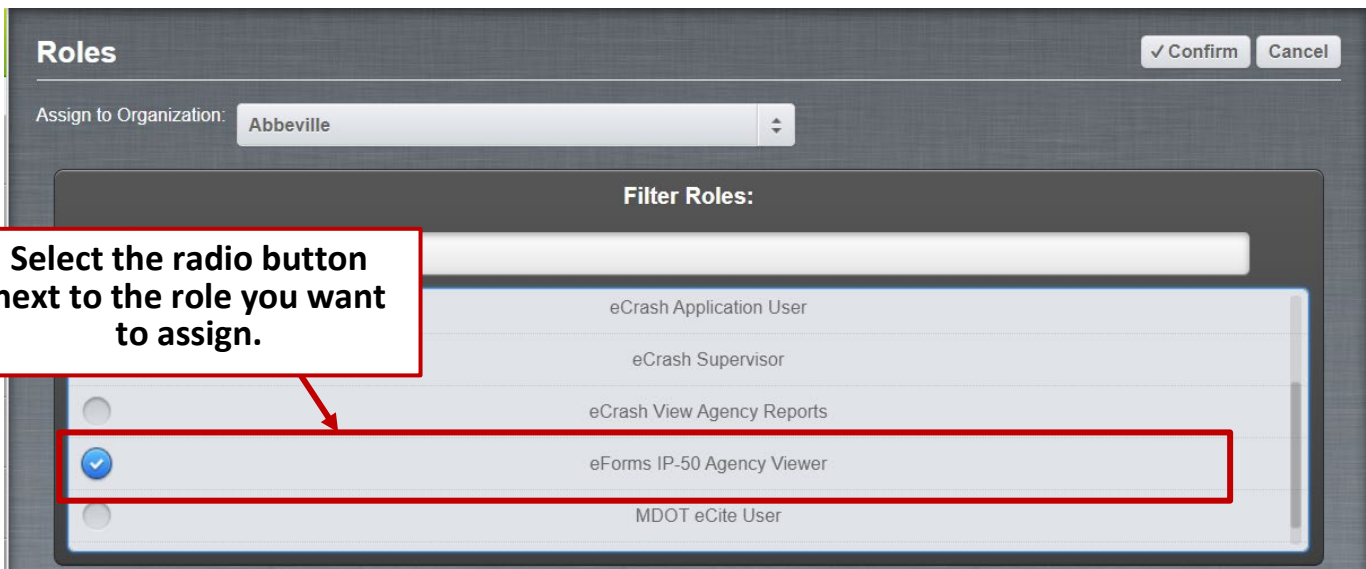 Roles
✓ Confirm Cancel
Assign to Organization: Abbeville
Filter Roles:
Select the radio button
next to the role you want
to assign.
eCrash Application User
eCrash Supervisor
eCrash View Agency Reports
eForms IP-50 Agency Viewer
MDOT eCite User